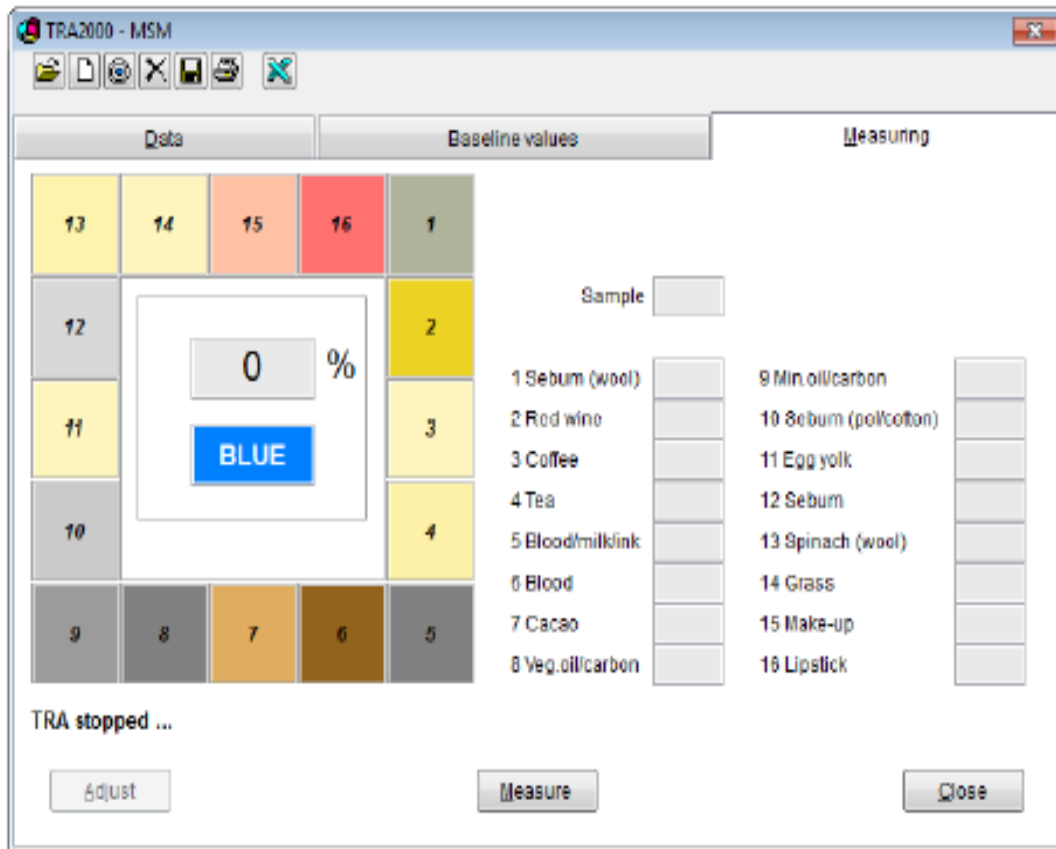 TRA2000 - MSM
Data Baseline values Measuring
13 14 15 16 1
12 2
11 3
10 4
9 8 7 6 5
0 %
BLUE
Sample
1 Sebum (wool)
2 Red wine
3 Coffee
4 Tea
5 Blood/milk/ink
6 Blood
7 Cacao
8 Veg.oil/carbon
9 Min.oil/carbon
10 Sebum (pol/cotton)
11 Egg yolk
12 Sebum
13 Spinach (wool)
14 Grass
15 Make-up
16 Lipstick
TRA stopped ...
Adjust Measure Close